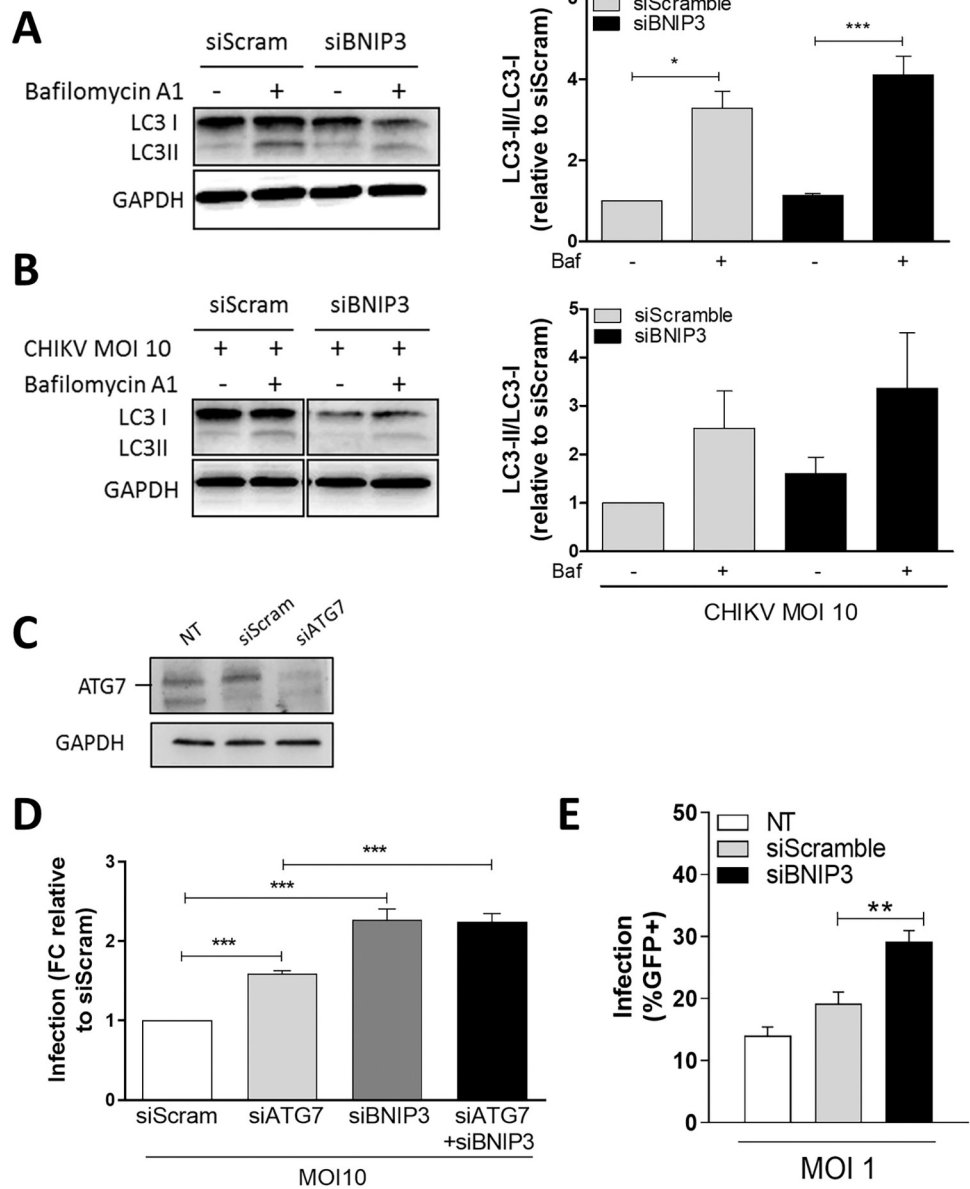 A
siScram siBNIP3
Bafilomycin A1 - + - +
LC3 I
LC3II
GAPDH
siScramble
siBNIP3
LC3-II/LC3-I
(relative to siScram)
4
2
0
* ***
Baf - + - +
B
siScram siBNIP3
CHIKV MOI 10 + + + +
Bafilomycin A1 - + - +
LC3 I
LC3II
GAPDH
siScramble
siBNIP3
LC3-II/LC3-I
(relative to siScram)
5
4
3
2
1
0
Baf - + - +
CHIKV MOI 10
C
NT siScram siATG7
ATG7
GAPDH
D
Infection (FC relative
to siScram)
3
2
1
0
***
***
***
siScram siATG7 siBNIP3 siATG7
+siBNIP3
MOI10
E
NT
siScramble
siBNIP3
Infection
(%GFP+)
50
40
30
20
10
0
**
MOI 1